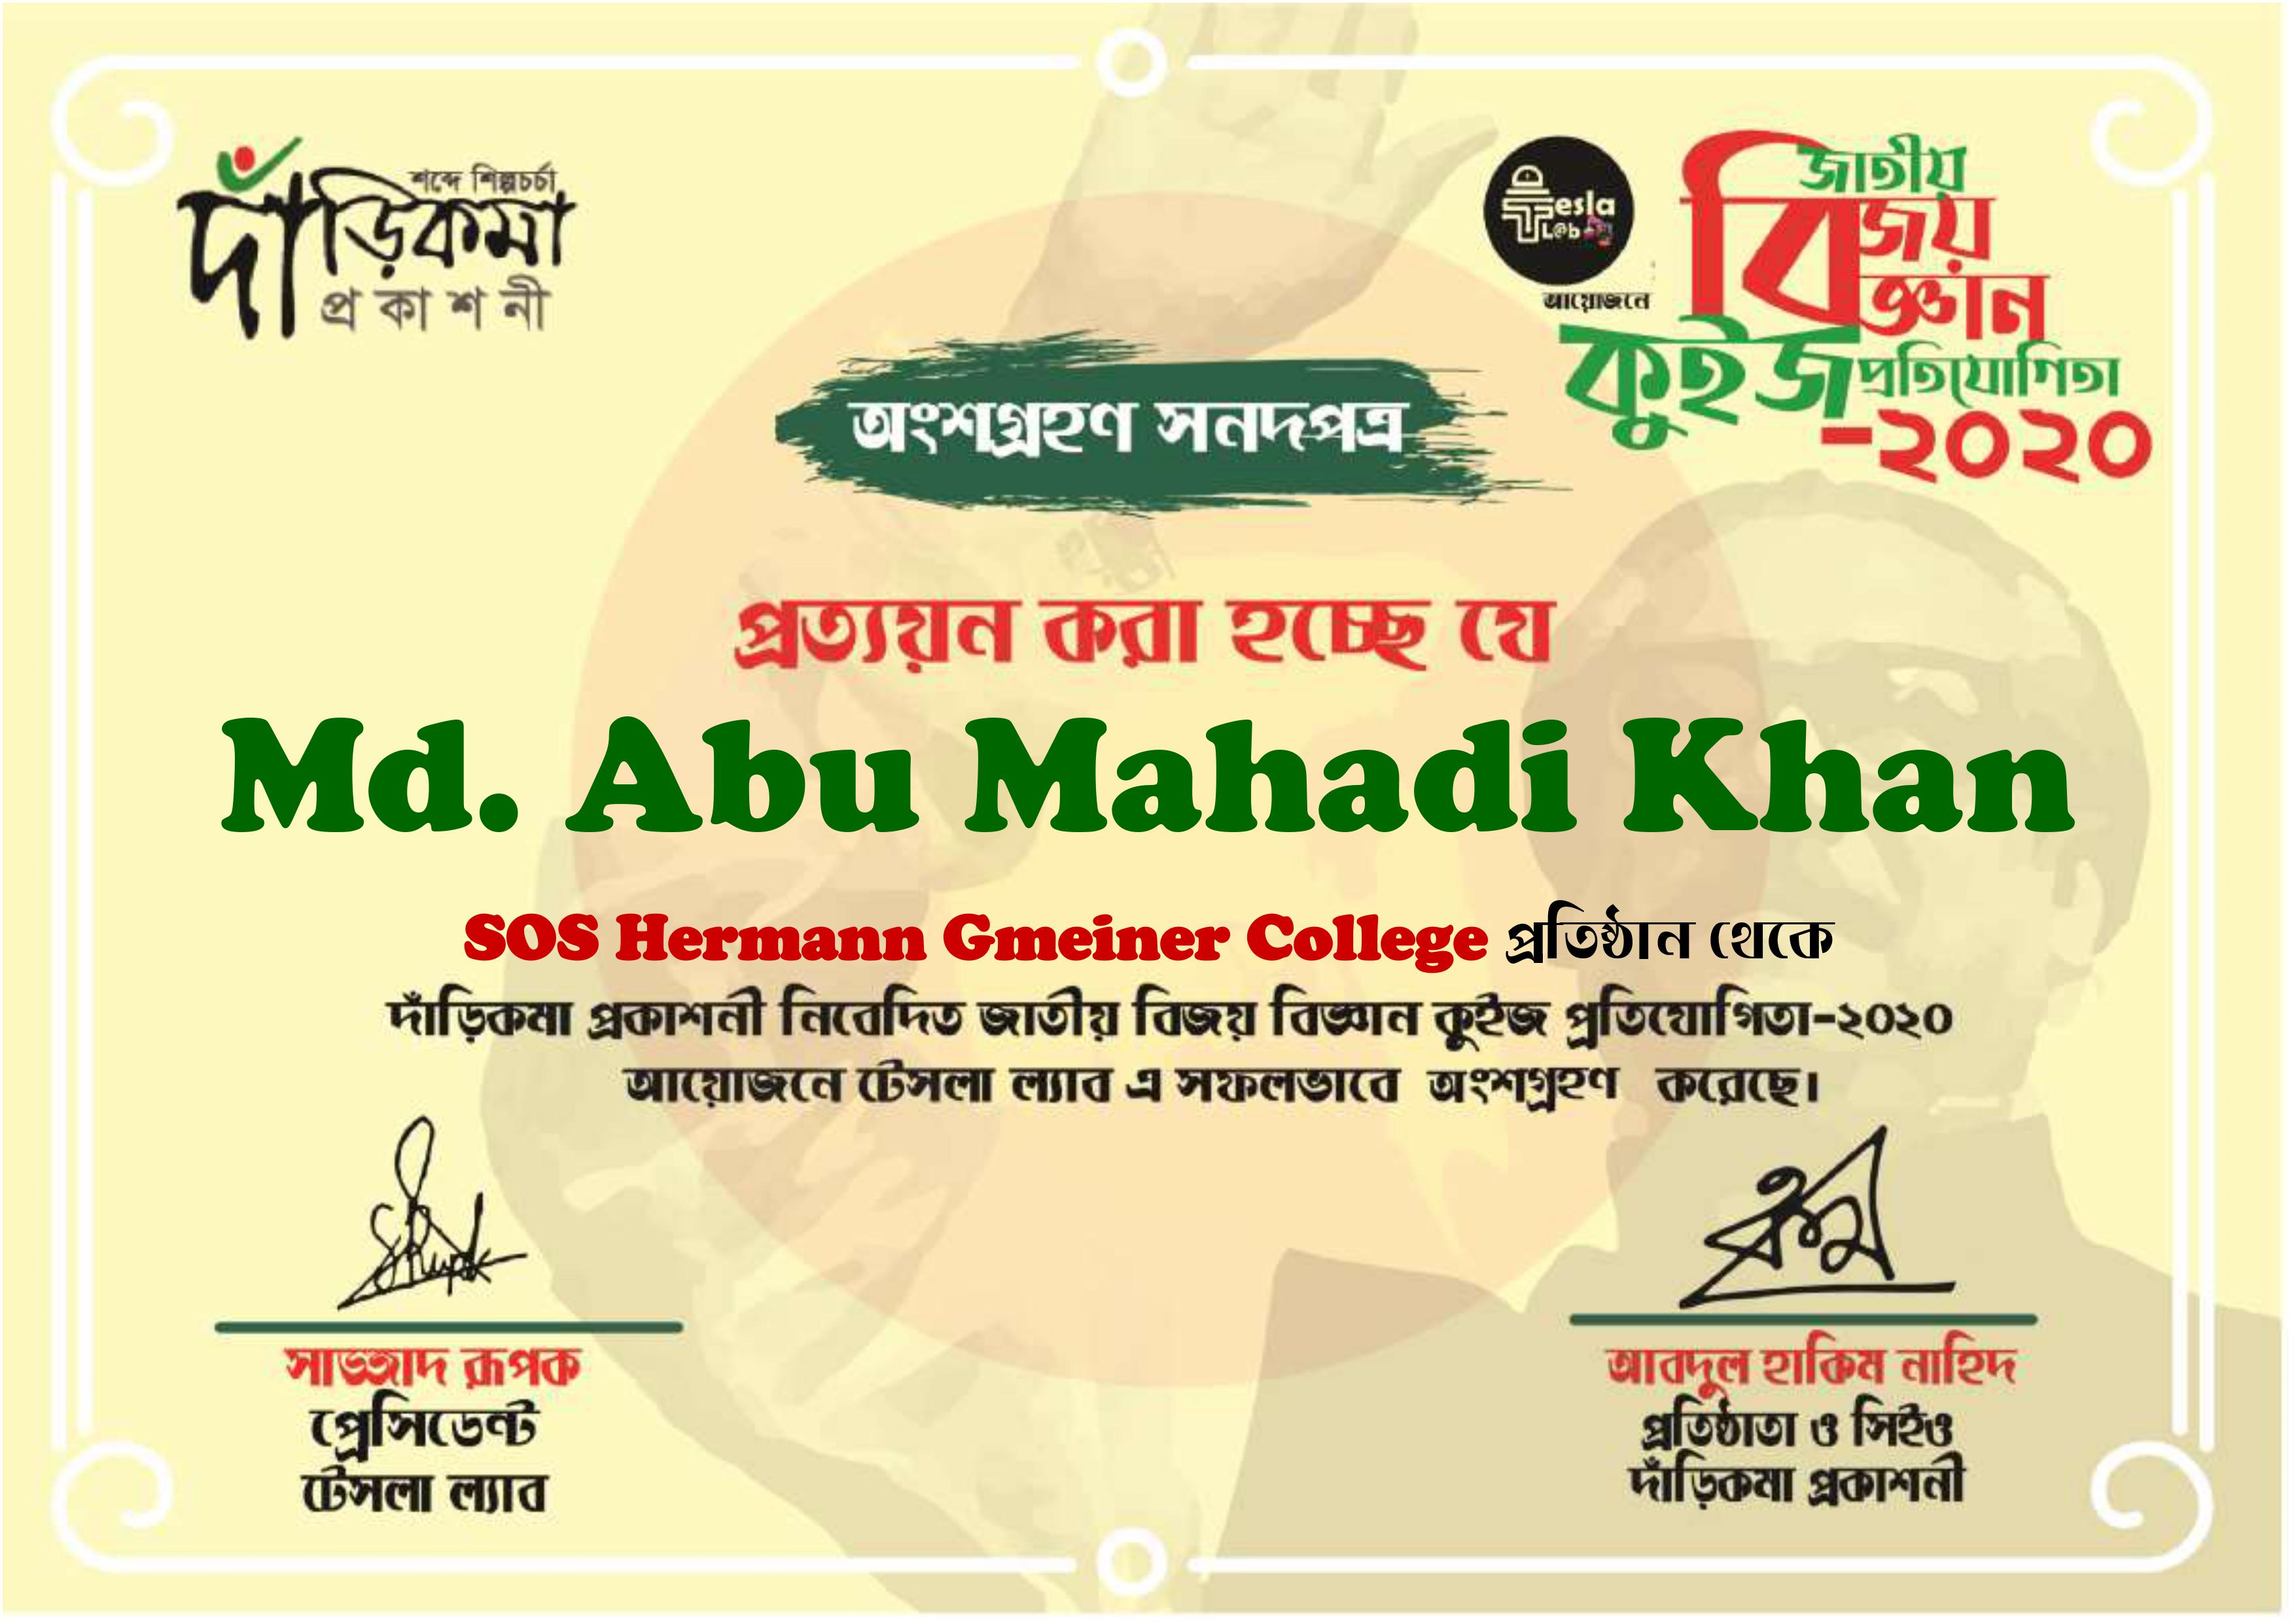 শব্দে শিল্পচর্চা
দাঁড়িকমা
প্রকাশনী
Tesla
L@b
আয়োজনে
জাতীয়
বিজয়
বিজ্ঞান
কুইজ প্রতিযোগিতা
-২০২০
অংশগ্রহণ সনদপত্র
প্রত্যয়ন করা হচ্ছে যে
Md. Abu Mahadi Khan
SOS Hermann Gmeiner College প্রতিষ্ঠান থেকে
দাঁড়িকমা প্রকাশনী নিবেদিত জাতীয় বিজয় বিজ্ঞান কুইজ প্রতিযোগিতা-২০২০
আয়োজনে টেসলা ল্যাব এ সফলভাবে অংশগ্রহণ করেছে।
সাজ্জাদ রূপক
প্রেসিডেন্ট
টেসলা ল্যাব
আবদুল হাকিম নাহিদ
প্রতিষ্ঠাতা ও সিইও
দাঁড়িকমা প্রকাশনী